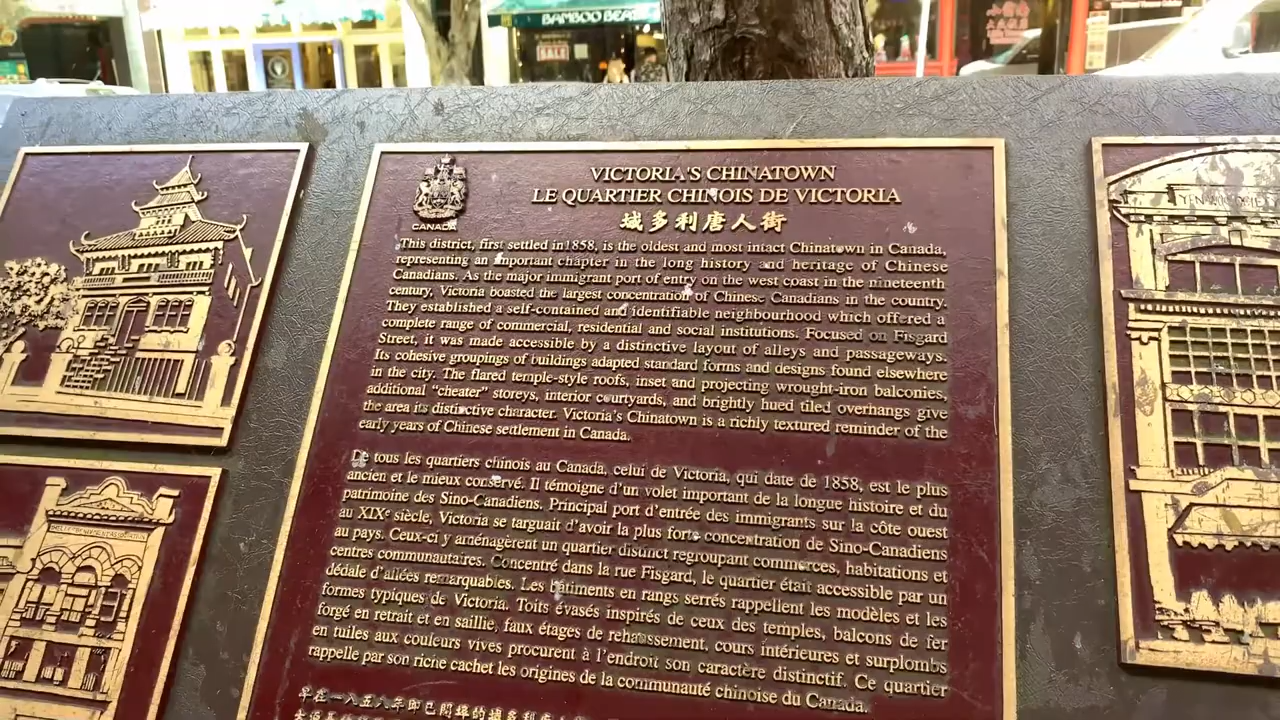 BAMBOO
SALE
VICTORIA'S CHINATOWN
LE QUARTIER CHINOIS DE VICTORIA
域多利唐人街
CANADA
This district, first settled in 1858, is the oldest and most intact Chinatown in Canada,
representing an important chapter in the long history and heritage of Chinese
Canadians. As the major immigrant port of entry on the west coast in the nineteenth
century, Victoria boasted the largest concentration of Chinese Canadians in the country.
They established a self-contained and identifiable neighbourhood which offered a
complete range of commercial, residential and social institutions. Focused on Fisgard
Street, it was made accessible by a distinctive layout of alleys and passageways.
Its cohesive groupings of buildings adapted standard forms and designs found elsewhere
in the city. The flared temple-style roofs, inset and projecting wrought-iron balconies,
additional "cheater" storeys, interior courtyards, and brightly hued tiled overhangs give
the area its distinctive character. Victoria's Chinatown is a richly textured reminder of the
early years of Chinese settlement in Canada.
De tous les quartiers chinois au Canada, celui de Victoria, qui date de 1858, est le plus
ancien et le mieux conservé. Il témoigne d'un volet important de la longue histoire et du
patrimoine des Sino-Canadiens. Principal port d'entrée des immigrants sur la côte ouest
au XIXe siècle, Victoria se targuait d'avoir la plus forte concentration de Sino-Canadiens
au pays. Ceux-ci y aménagèrent un quartier distinct regroupant commerces, habitations et
centres communautaires. Concentré dans la rue Fisgard, le quartier était accessible par un
dédale d'allées remarquables. Les bâtiments en rangs serrés rappellent les modèles et les
formes typiques de Victoria. Toits évasés inspirés de ceux des temples, balcons de fer
forgé en retrait et en saillie, faux étages de rehaussement, cours intérieures et surplombs
en tuiles aux couleurs vives procurent à l'endroit son caractère distinctif. Ce quartier
rappelle par son riche cachet les origines de la communauté chinoise du Canada.
早在一八五八年即已開埠的域多利唐人